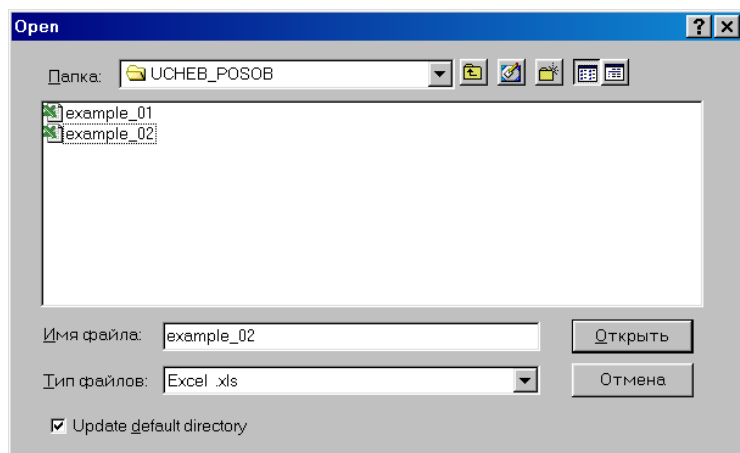 Open
Папка: UCHEB_POSOB
example_01
example_02
Имя файла: example_02 Открыть
Тип файлов: Excel .xls Отмена
Update default directory